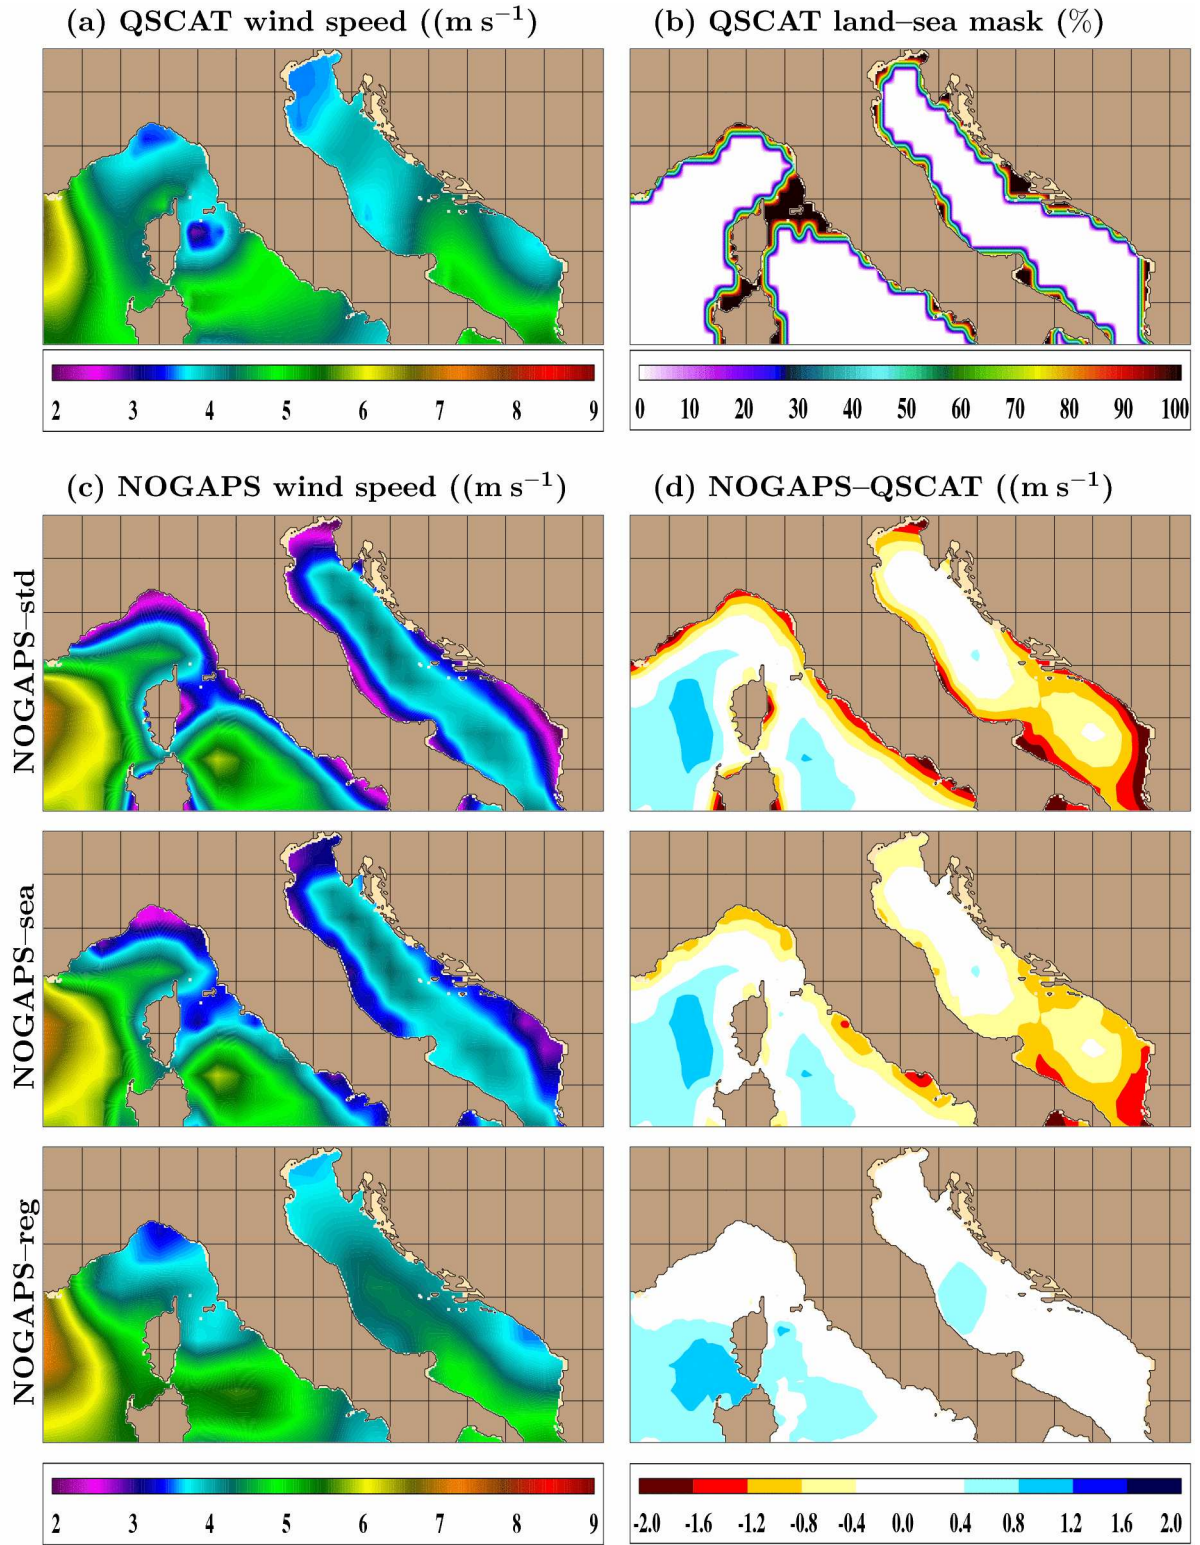 (a) QSCAT wind speed ((m s⁻¹)
(b) QSCAT land–sea mask (%)
2 3 4 5 6 7 8 9
0 10 20 30 40 50 60 70 80 90 100
(c) NOGAPS wind speed ((m s⁻¹)
(d) NOGAPS–QSCAT ((m s⁻¹)
NOGAPS–std
NOGAPS–sea
NOGAPS–reg
2 3 4 5 6 7 8 9
-2.0 -1.6 -1.2 -0.8 -0.4 0.0 0.4 0.8 1.2 1.6 2.0